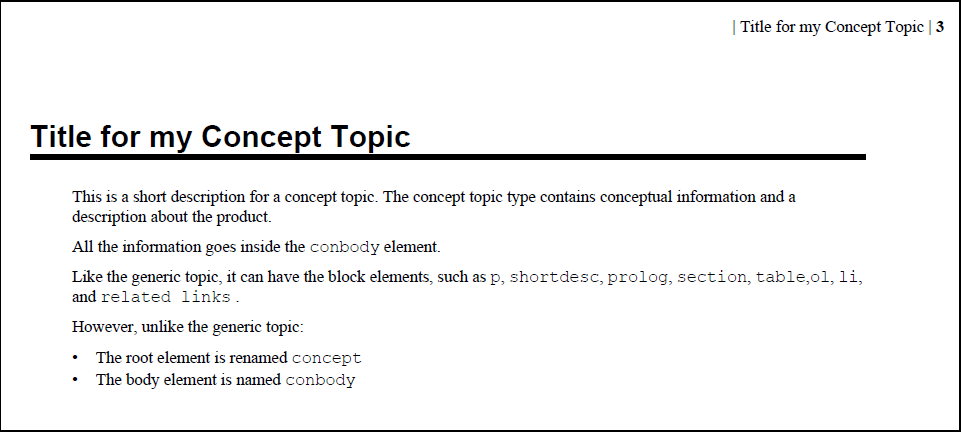 | Title for my Concept Topic | 3
Title for my Concept Topic
This is a short description for a concept topic. The concept topic type contains conceptual information and a
description about the product.
All the information goes inside the conbody element.
Like the generic topic, it can have the block elements, such as p, shortdesc, prolog, section, table,ol, li,
and related links .
However, unlike the generic topic:
• The root element is renamed concept
• The body element is named conbody